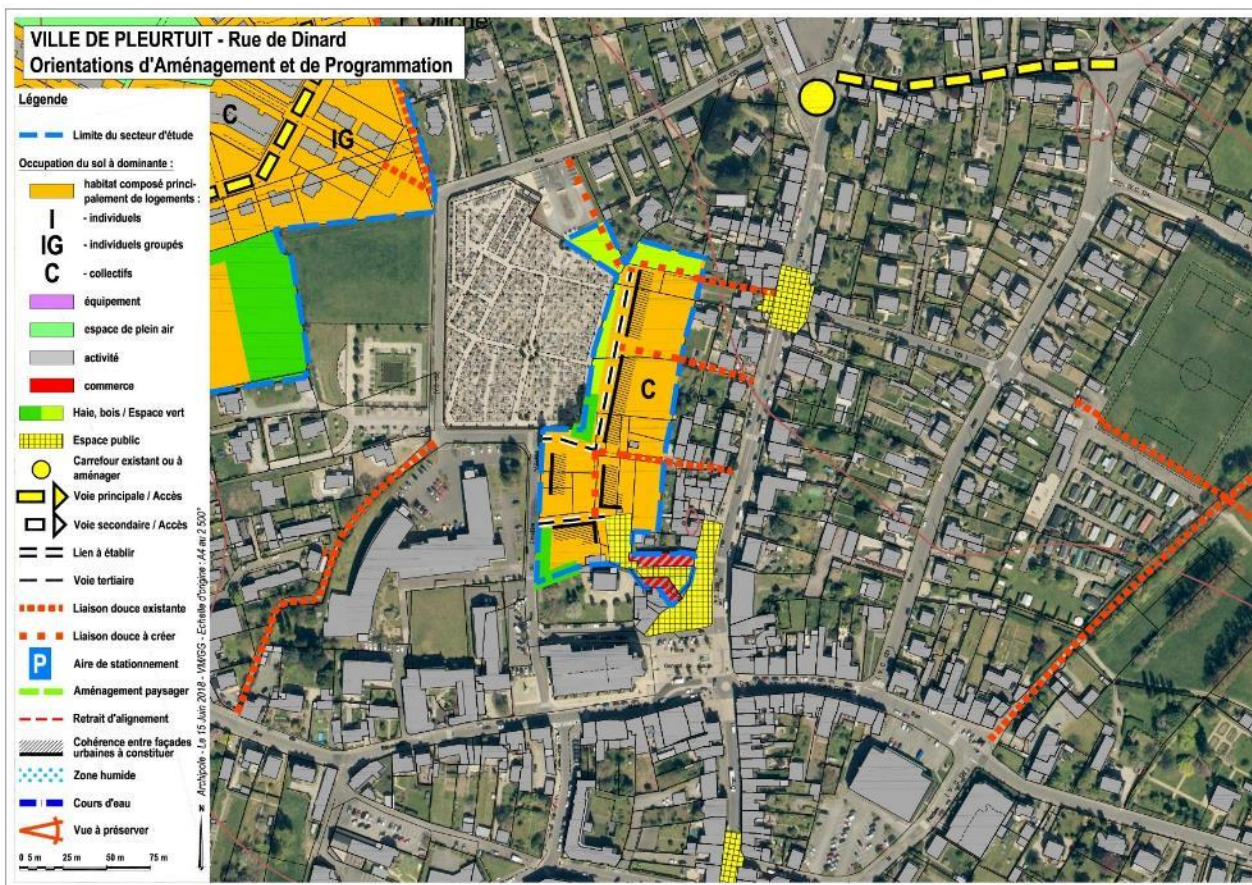 VILLE DE PLEURTUIT - Rue de Dinard
Orientations d'Aménagement et de Programmation
Légende
Limite du secteur d'étude
Occupation du sol à dominante :
habitat composé princi-
palement de logements :
I - individuels
IG - individuels groupés
C - collectifs
équipement
espace de plein air
activité
commerce
Haie, bois / Espace vert
Espace public
Carrefour existant ou à
aménager
Voie principale / Accès
Voie secondaire / Accès
Lien à établir
Voie tertiaire
Liaison douce existante
Liaison douce à créer
P Aire de stationnement
Aménagement paysager
Retrait d'alignement
Cohérence entre façades
urbaines à constituer
Zone humide
Cours d'eau
Vue à préserver
0 5 m 25 m 50 m 75 m
N
Archipole - Le 15 Juin 2018 - VM/GG - Echelle d'origine : A4 au 2 500°
C
IG
C